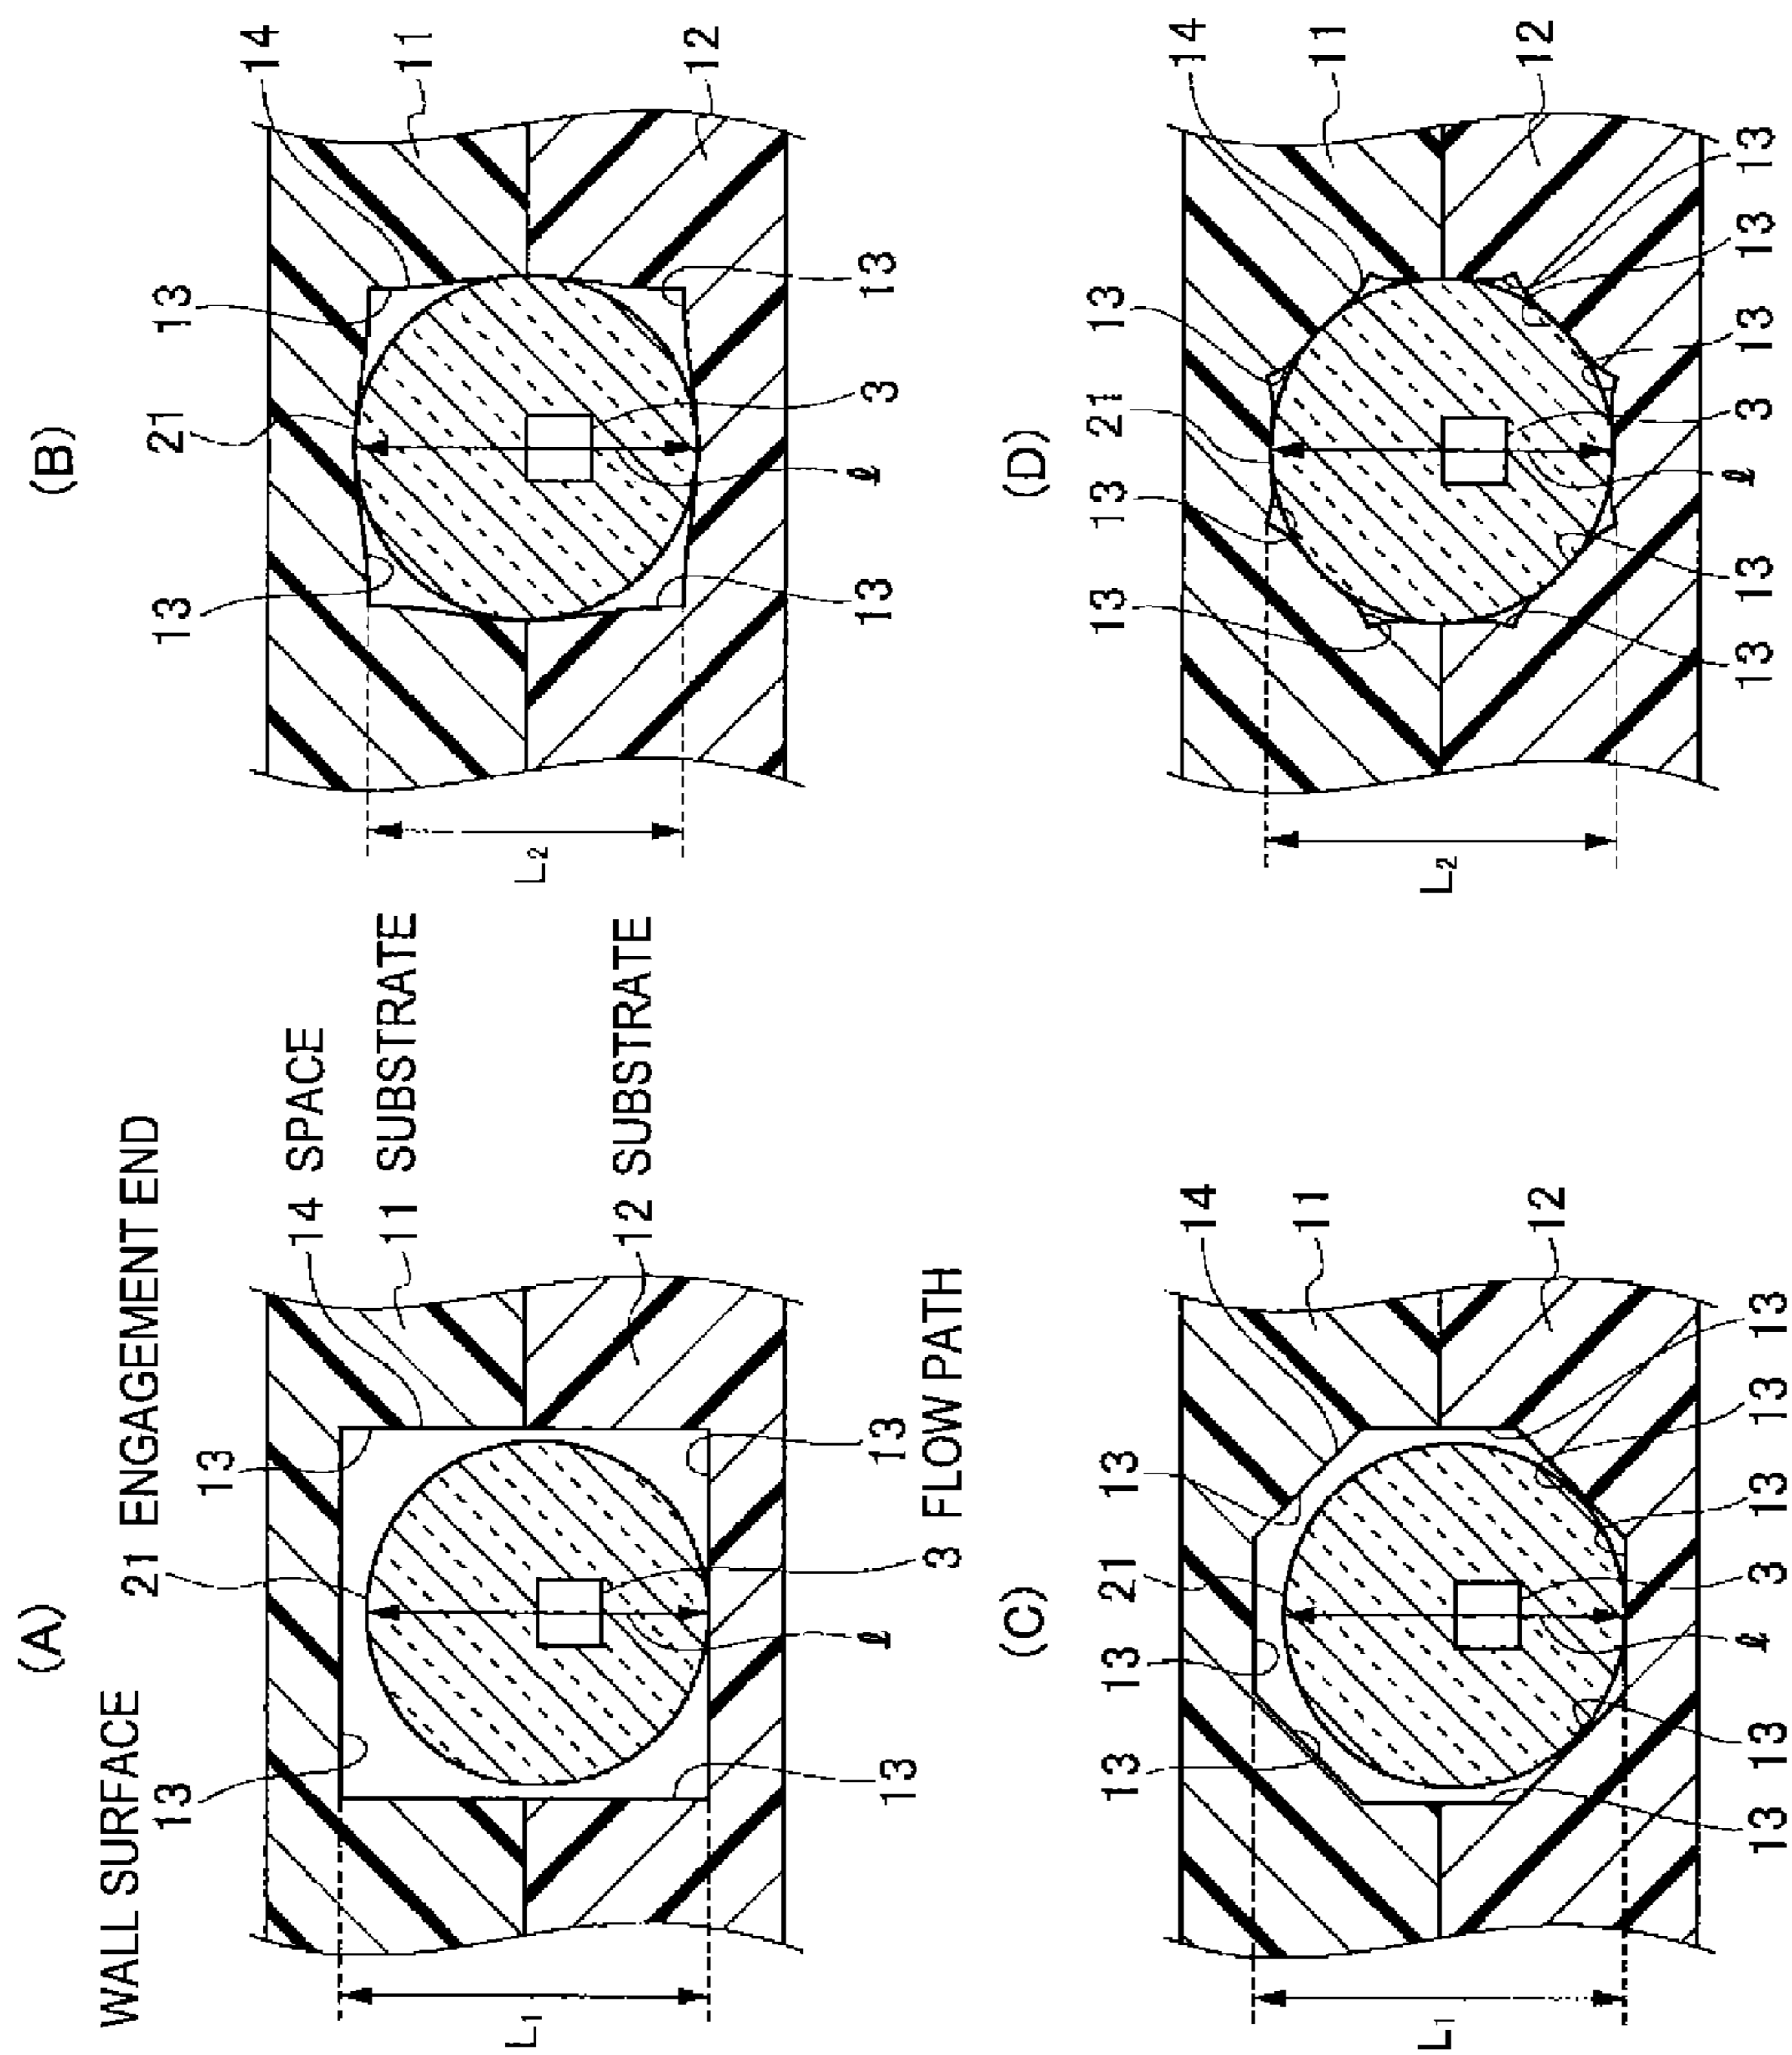 (A)
WALL SURFACE
13
21 ENGAGEMENT END
13
14 SPACE
11 SUBSTRATE
L₁
12 SUBSTRATE
13
ℓ
3 FLOW PATH
13
(B)
13
21
13
14
11
L₂
12
13
ℓ
3
13
(C)
13
13
21
13
14
11
L₁
12
13
13
ℓ
3
13
13
13
(D)
13
13
21
13
14
11
L₂
12
13
13
ℓ
3
13
13
13